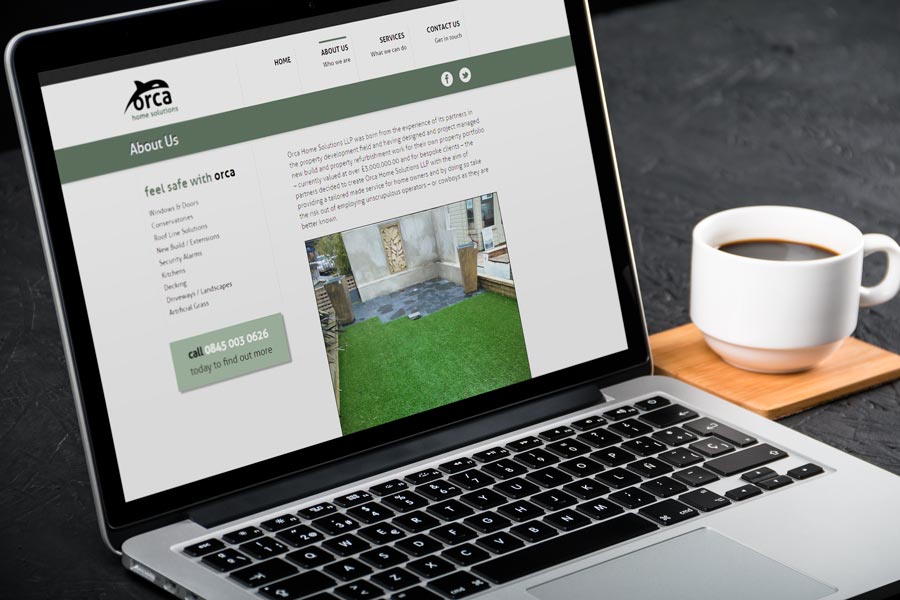 HOME
ABOUT US
Who we are
SERVICES
What we can do
CONTACT US
Get in touch
orca
home solutions
About Us
feel safe with orca
Windows & Doors
Conservatories
Roof Line Solutions
New Build / Extensions
Security Alarms
Kitchens
Decking
Driveways / Landscapes
Artificial Grass
call 0845 003 0626
today to find out more
Orca Home Solutions LLP was born from the experience of its partners in
the property development field and having designed and project managed
new build and property refurbishment work for their own property portfolio
– currently valued at over £3,000,000.00 and for bespoke clients – the
partners decided to create Orca Home Solutions LLP with the aim of
providing a tailored made service for home owners and by doing so take
the risk out of employing unscrupulous operators – or cowboys as they are
better known.
Q W E R T Y U I O P
A S D F G H J K L Ñ
Z X C V B N M
cmd